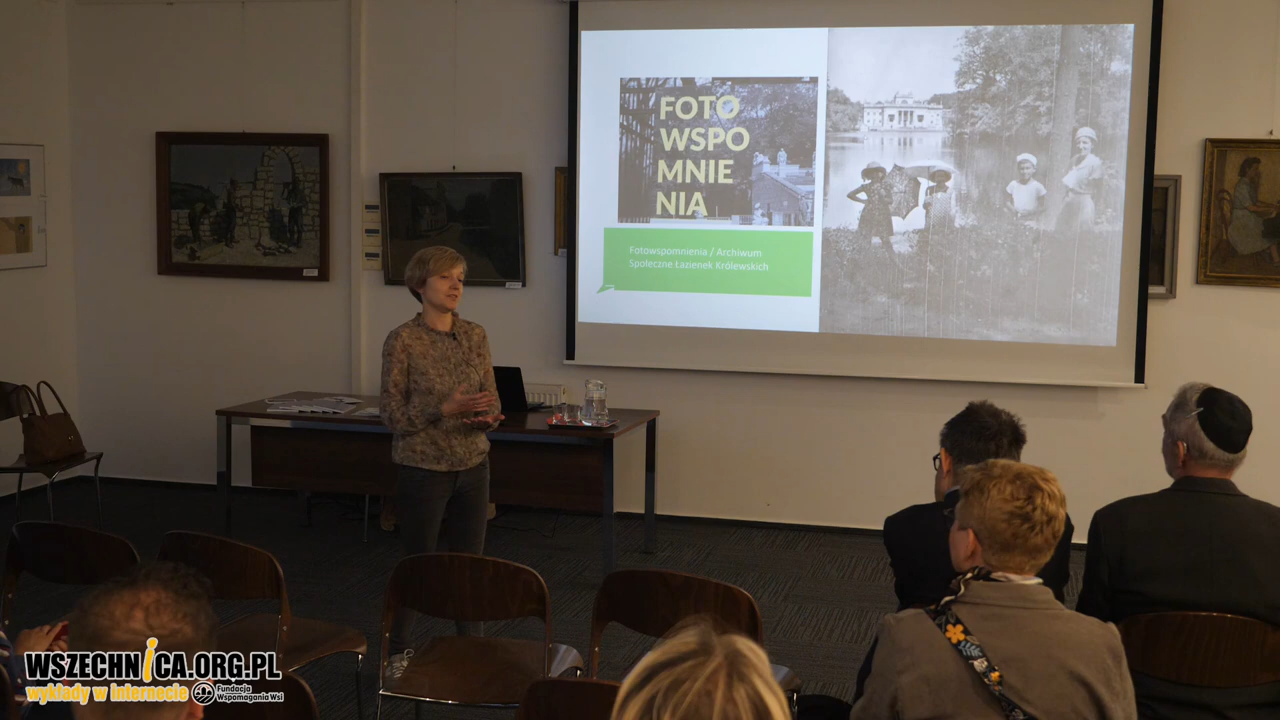 FOTO
WSPO
MNIE
NIA
Fotowspomnienia / Archiwum
Społeczne Łazienek Królewskich
WSZECHNiCA.ORG.PL
wykłady w internecie
Fundacja
Wspomagania Wsi